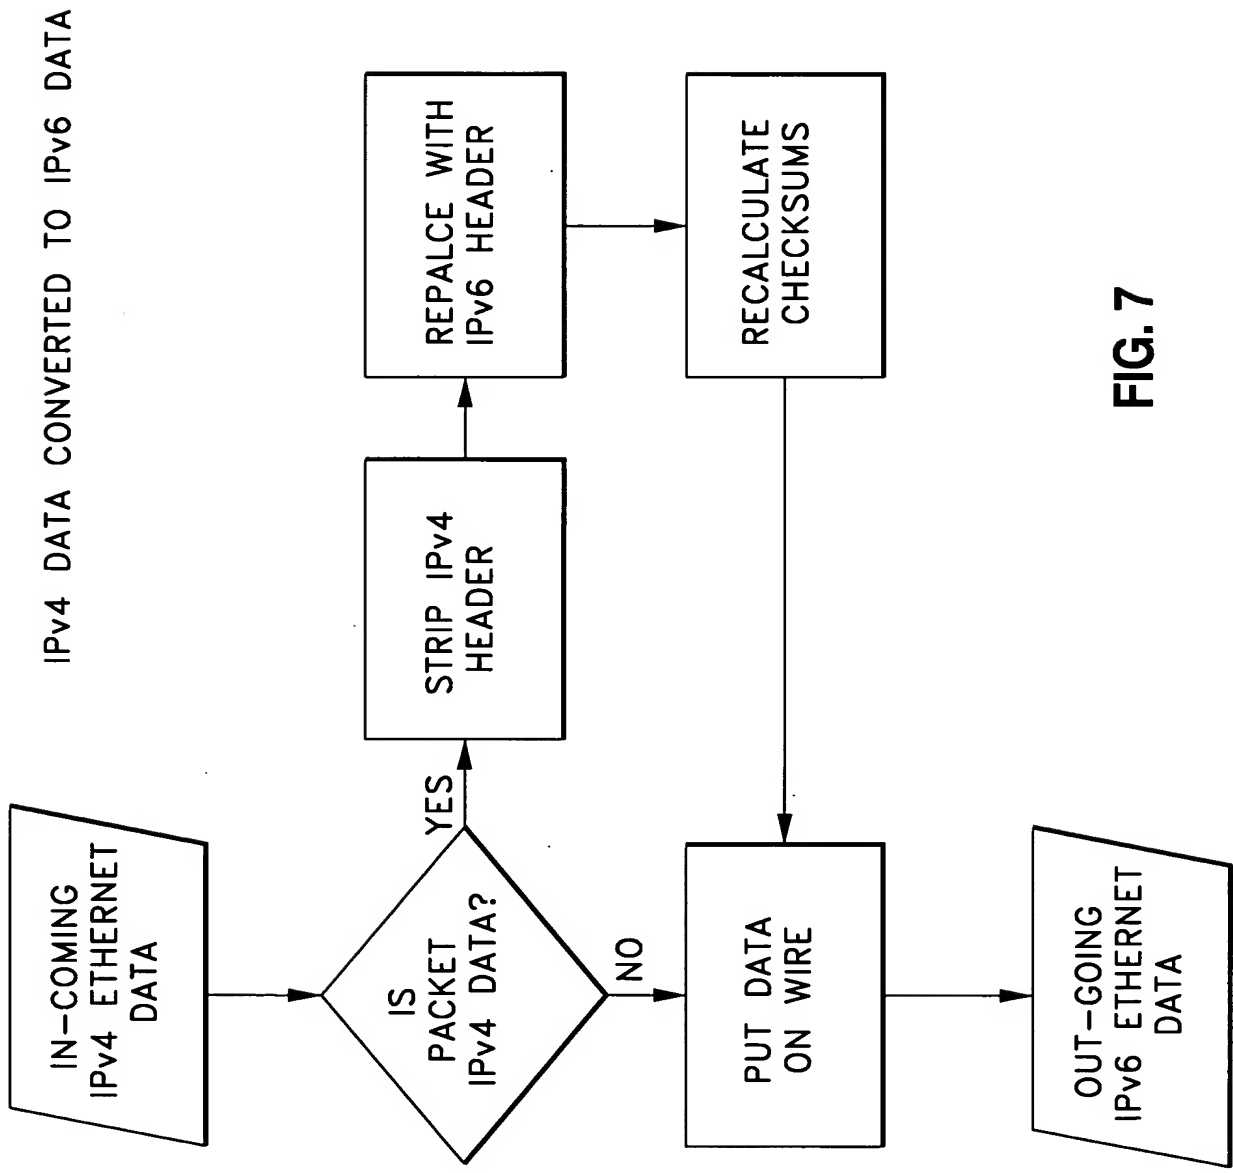 IPv4 DATA CONVERTED TO IPv6 DATA
IN-COMING
IPv4 ETHERNET
DATA
IS
PACKET
IPv4 DATA?
YES
STRIP IPv4
HEADER
REPALCE WITH
IPv6 HEADER
RECALCULATE
CHECKSUMS
NO
PUT DATA
ON WIRE
OUT-GOING
IPv6 ETHERNET
DATA
FIG. 7